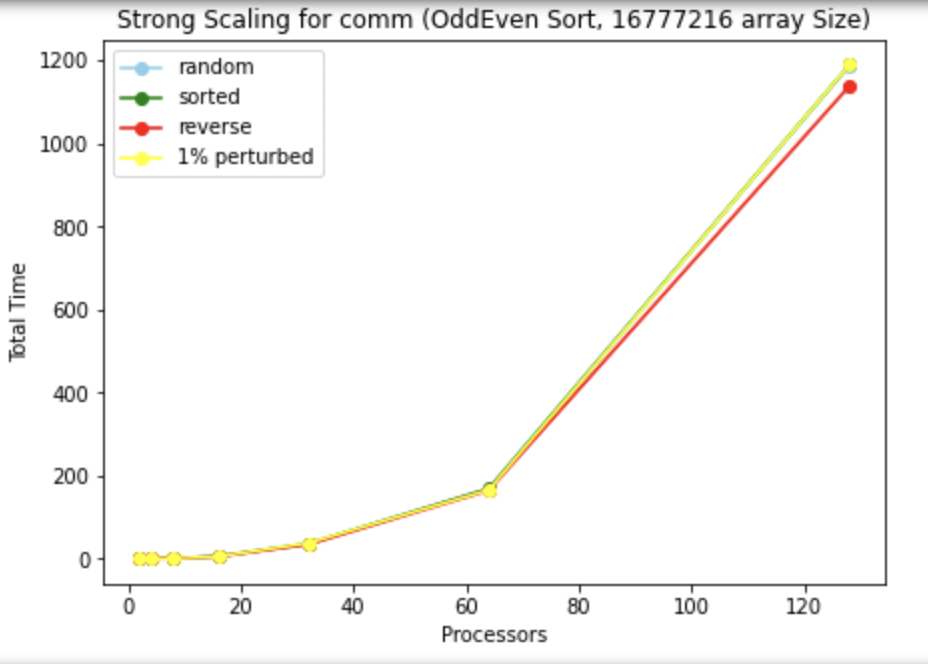 Strong Scaling for comm (OddEven Sort, 16777216 array Size)
random
sorted
reverse
1% perturbed
1200
1000
800
600
400
200
0
Total Time
0 20 40 60 80 100 120
Processors